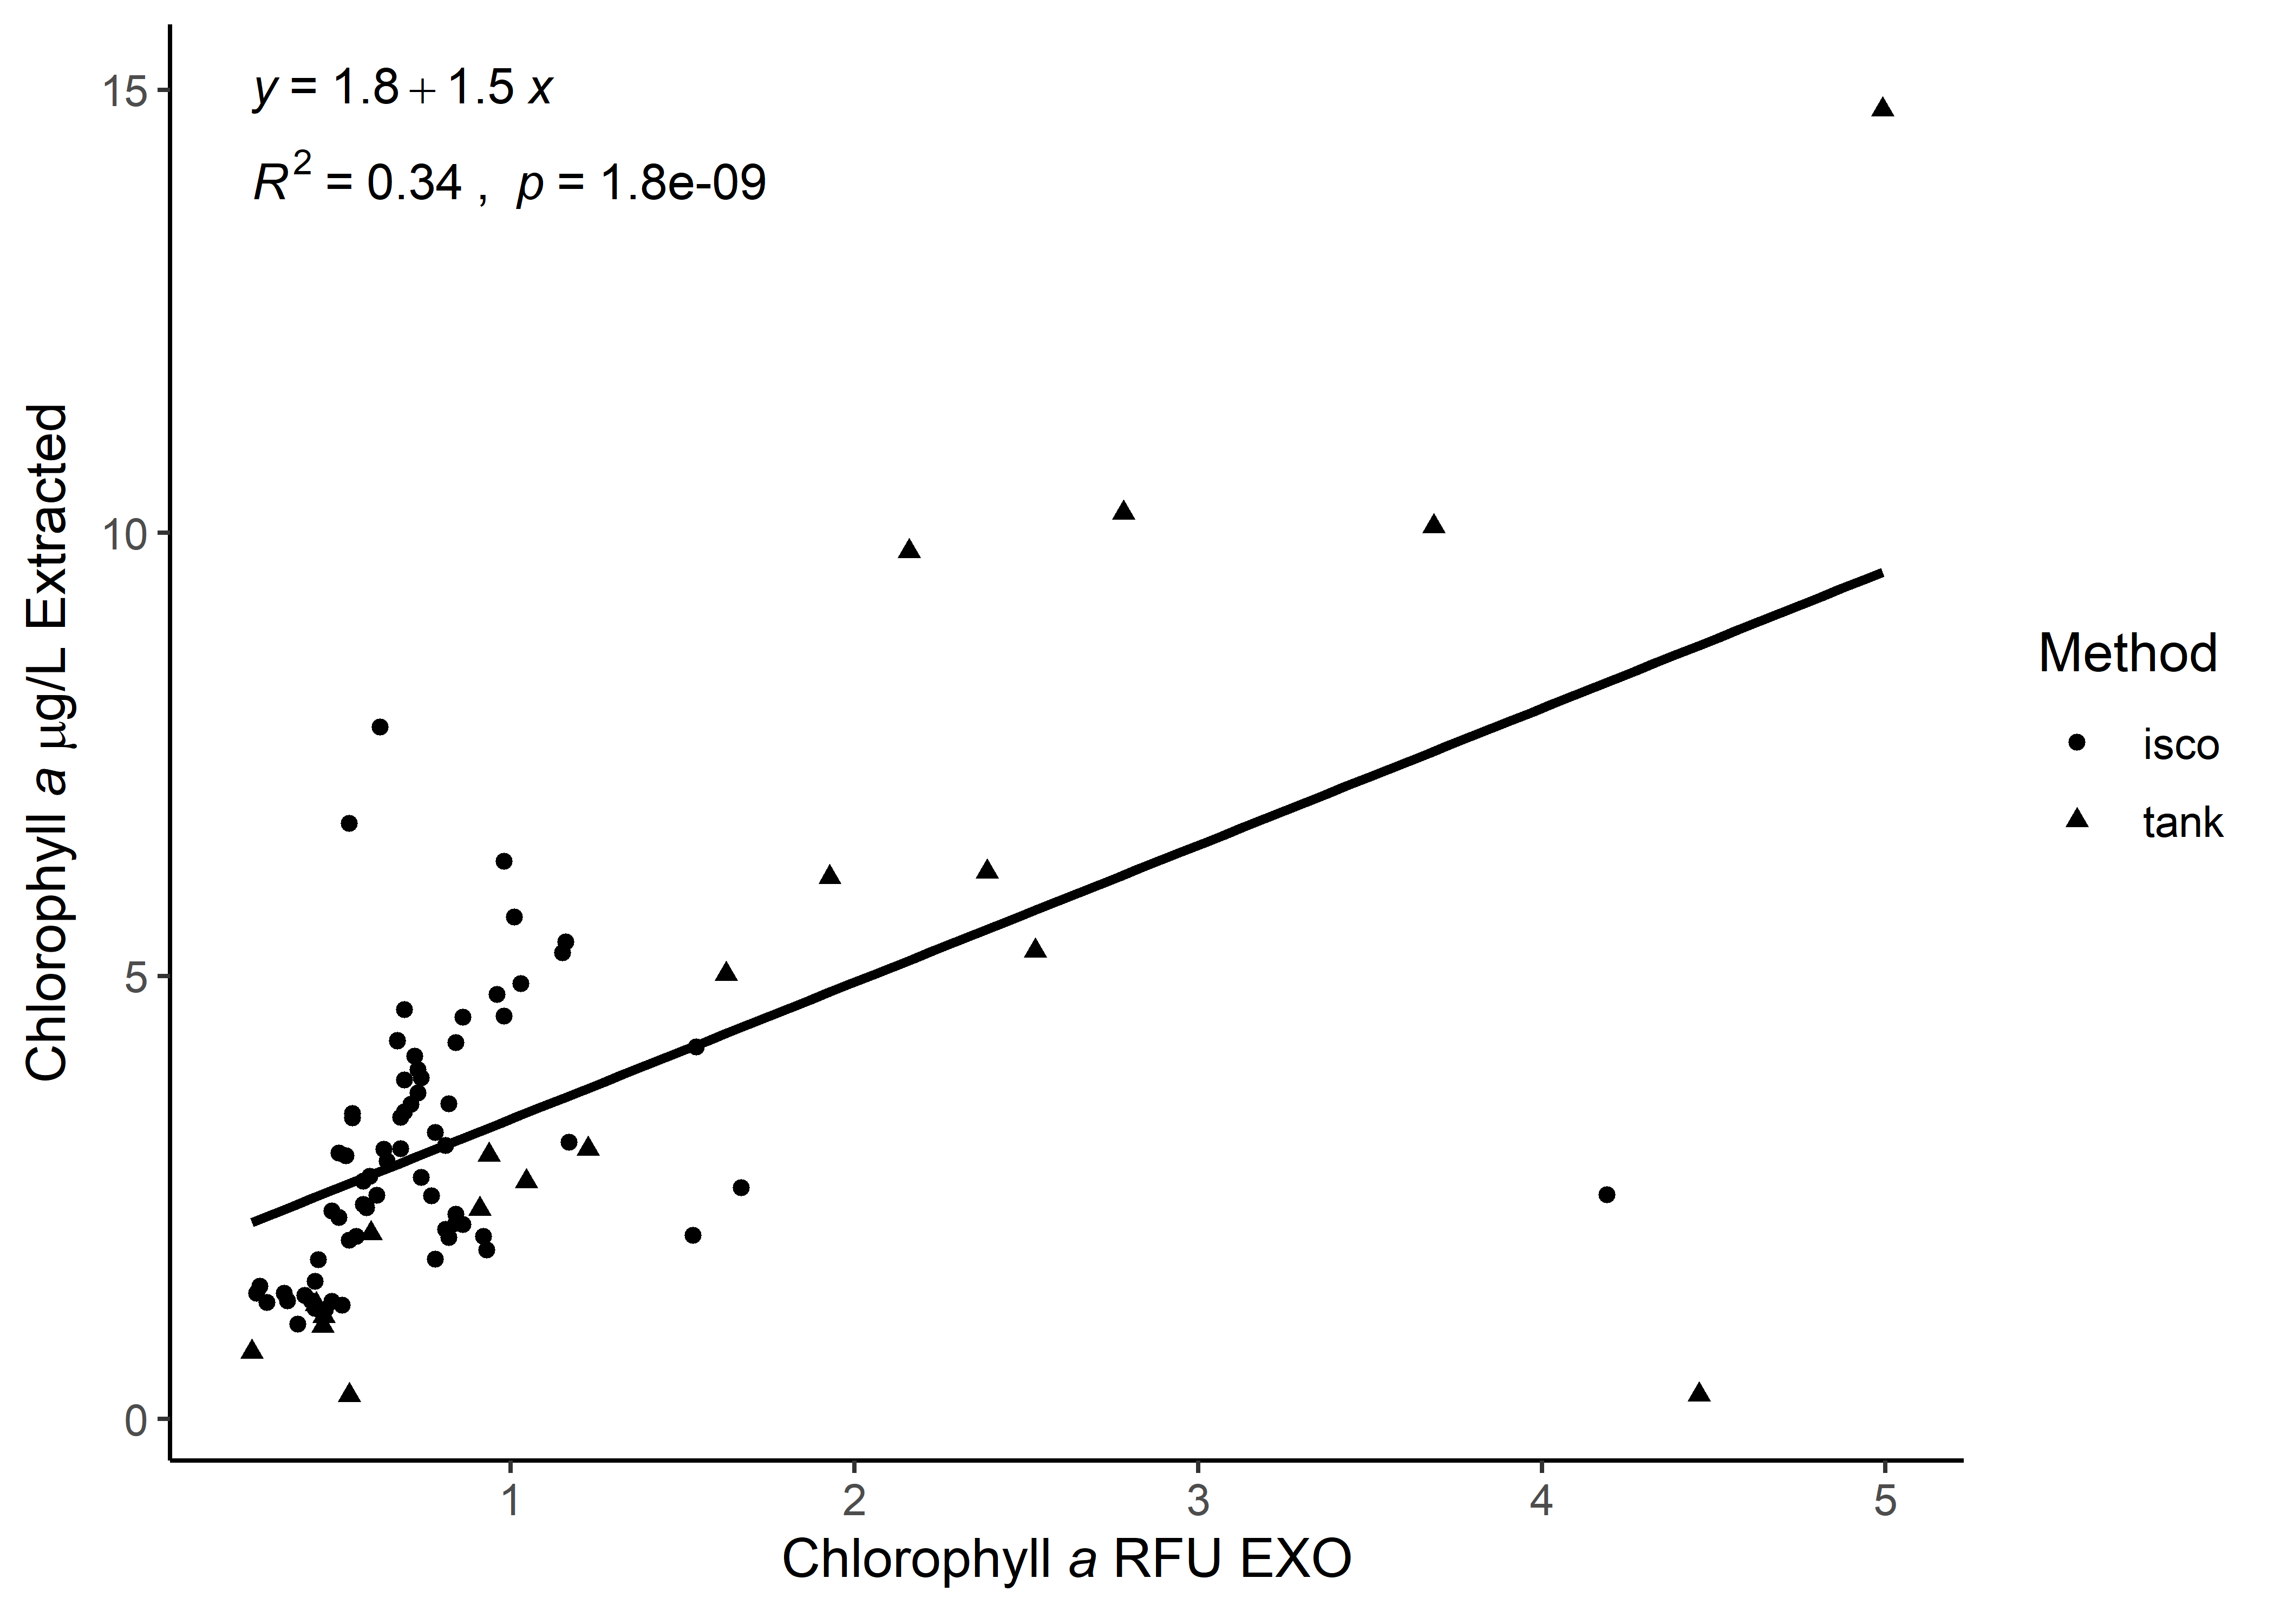 y = 1.8 + 1.5 x
R² = 0.34 , p = 1.8e-09
15
10
5
0
Chlorophyll a µg/L Extracted
1 2 3 4 5
Chlorophyll a RFU EXO
Method
isco
tank